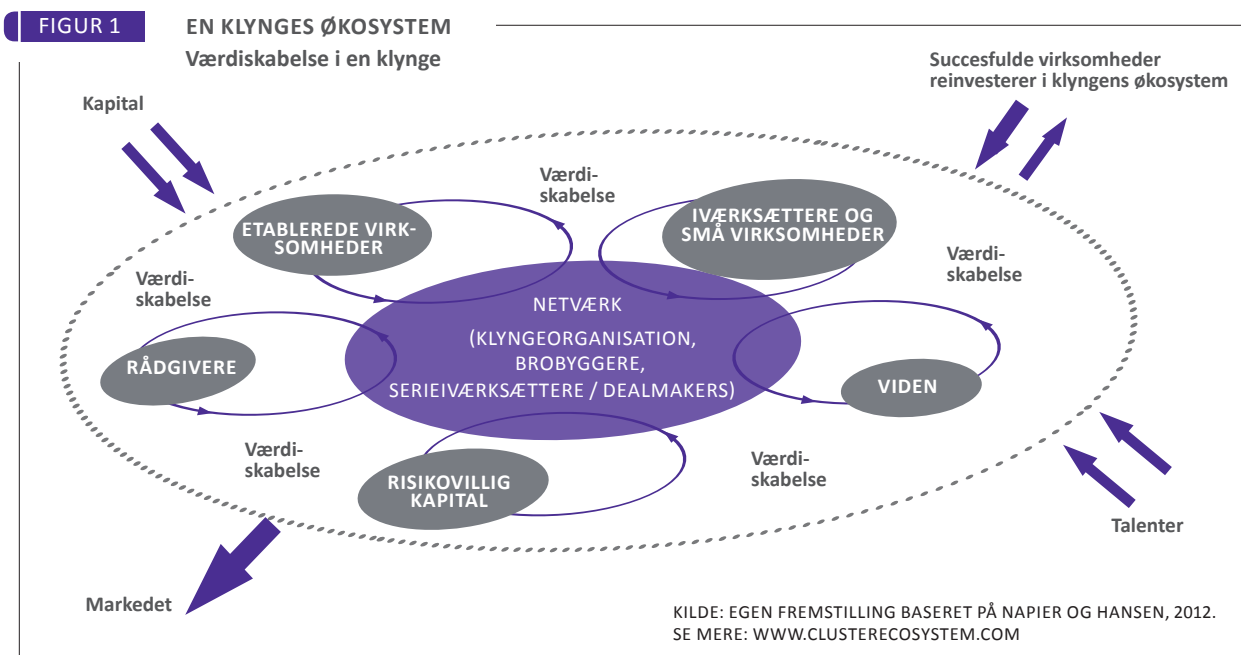 FIGUR 1
EN KLYNGES ØKOSYSTEM
Værdiskabelse i en klynge
Succesfulde virksomheder
reinvesterer i klyngens økosystem
Kapital
Værdi-
skabelse
ETABLEREDE VIRK-
SOMHEDER
IVÆRKSÆTTERE OG
SMÅ VIRKSOMHEDER
Værdi-
skabelse
Værdi-
skabelse
NETVÆRK
(KLYNGEORGANISATION,
BROBYGGERE,
SERIEIVÆRKSÆTTERE / DEALMAKERS)
RÅDGIVERE
VIDEN
Værdi-
skabelse
Værdi-
skabelse
RISIKOVILLIG
KAPITAL
Talenter
Markedet
KILDE: EGEN FREMSTILLING BASERET PÅ NAPIER OG HANSEN, 2012.
SE MERE: WWW.CLUSTERECOSYSTEM.COM